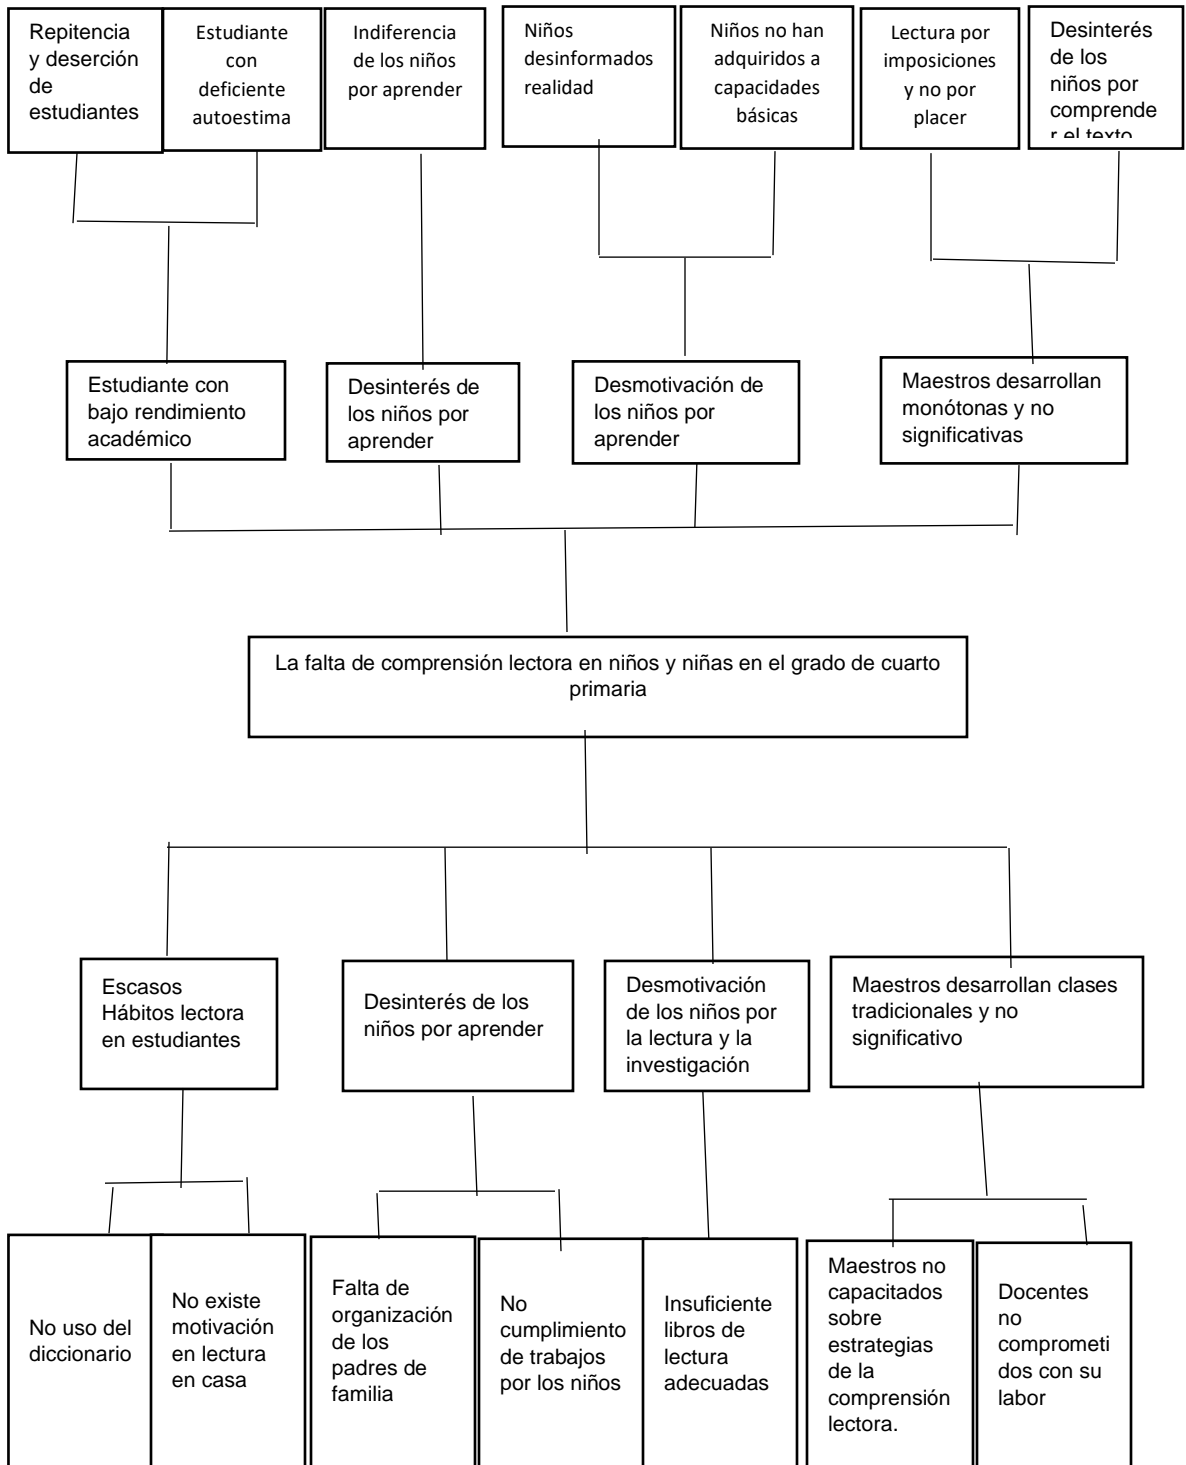 Repitencia
y deserción
de
estudiantes
Estudiante
con
deficiente
autoestima
Indiferencia
de los niños
por aprender
Niños
desinformados
realidad
Niños no han
adquiridos a
capacidades
básicas
Lectura por
imposiciones
y no por
placer
Desinterés
de los
niños por
comprende
r el texto
Estudiante con
bajo rendimiento
académico
Desinterés de
los niños por
aprender
Desmotivación de
los niños por
aprender
Maestros desarrollan
monótonas y no
significativas
La falta de comprensión lectora en niños y niñas en el grado de cuarto
primaria
Escasos
Hábitos lectora
en estudiantes
Desinterés de los
niños por aprender
Desmotivación
de los niños por
la lectura y la
investigación
Maestros desarrollan clases
tradicionales y no
significativo
No uso del
diccionario
No existe
motivación
en lectura
en casa
Falta de
organización
de los
padres de
familia
No
cumplimiento
de trabajos
por los niños
Insuficiente
libros de
lectura
adecuadas
Maestros no
capacitados
sobre
estrategias
de la
comprensión
lectora.
Docentes
no
comprometi
dos con su
labor